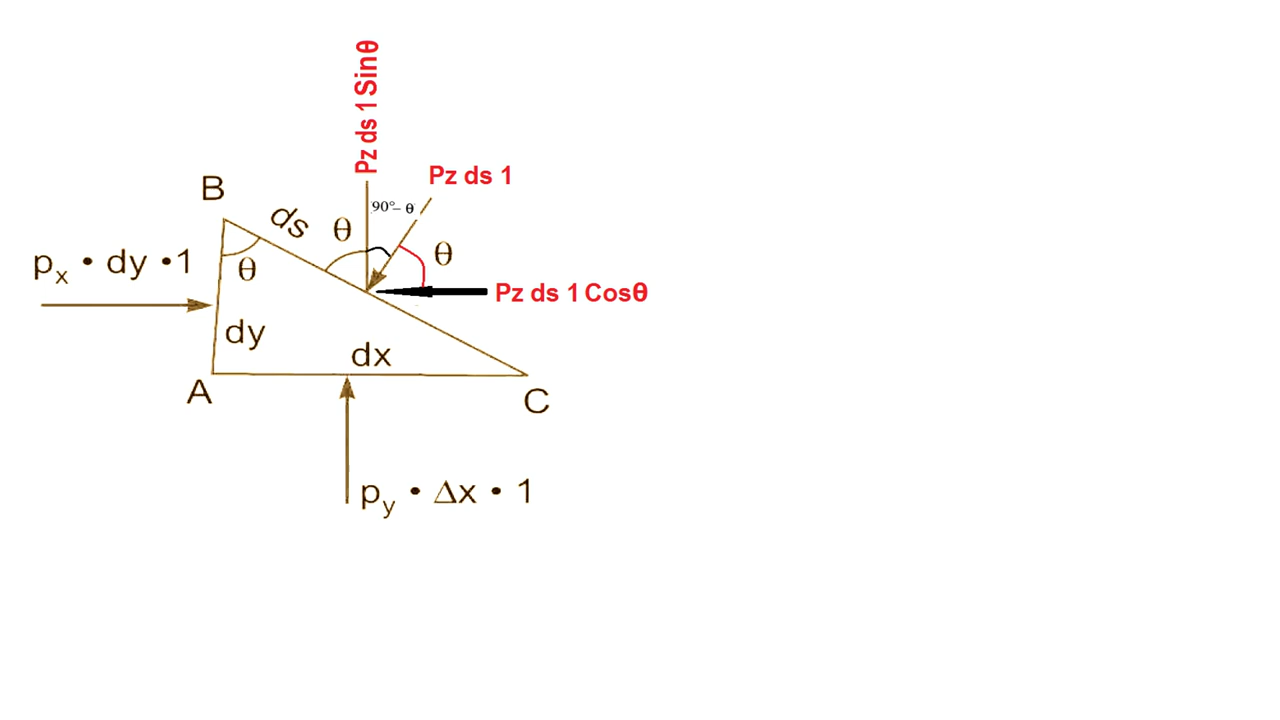 Pz ds 1 Sinθ
Pz ds 1
B
ds
90°– θ
θ
θ
pₓ • dy •1
θ
Pz ds 1 Cosθ
dy
dx
A
C
p_y • Δx • 1